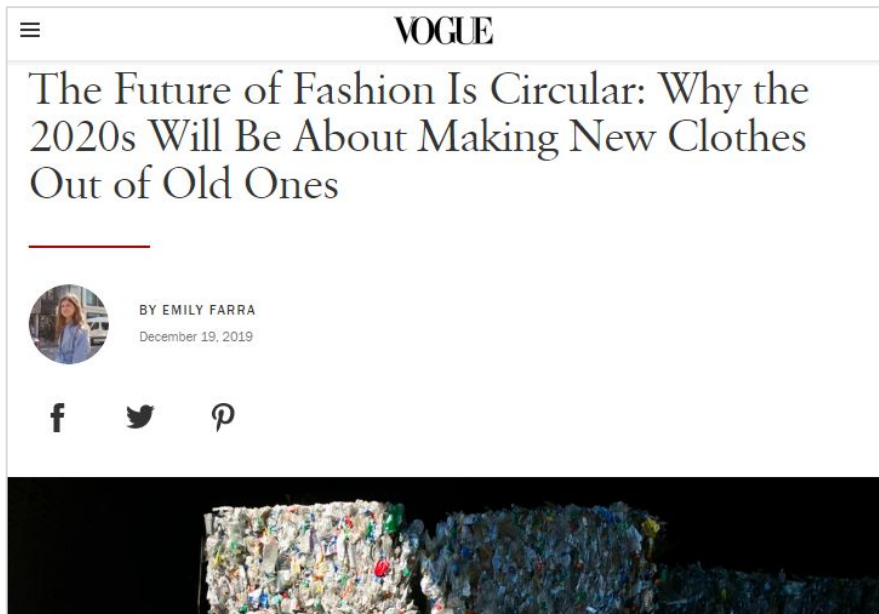 VOGUE
The Future of Fashion Is Circular: Why the
2020s Will Be About Making New Clothes
Out of Old Ones
BY EMILY FARRA
December 19, 2019